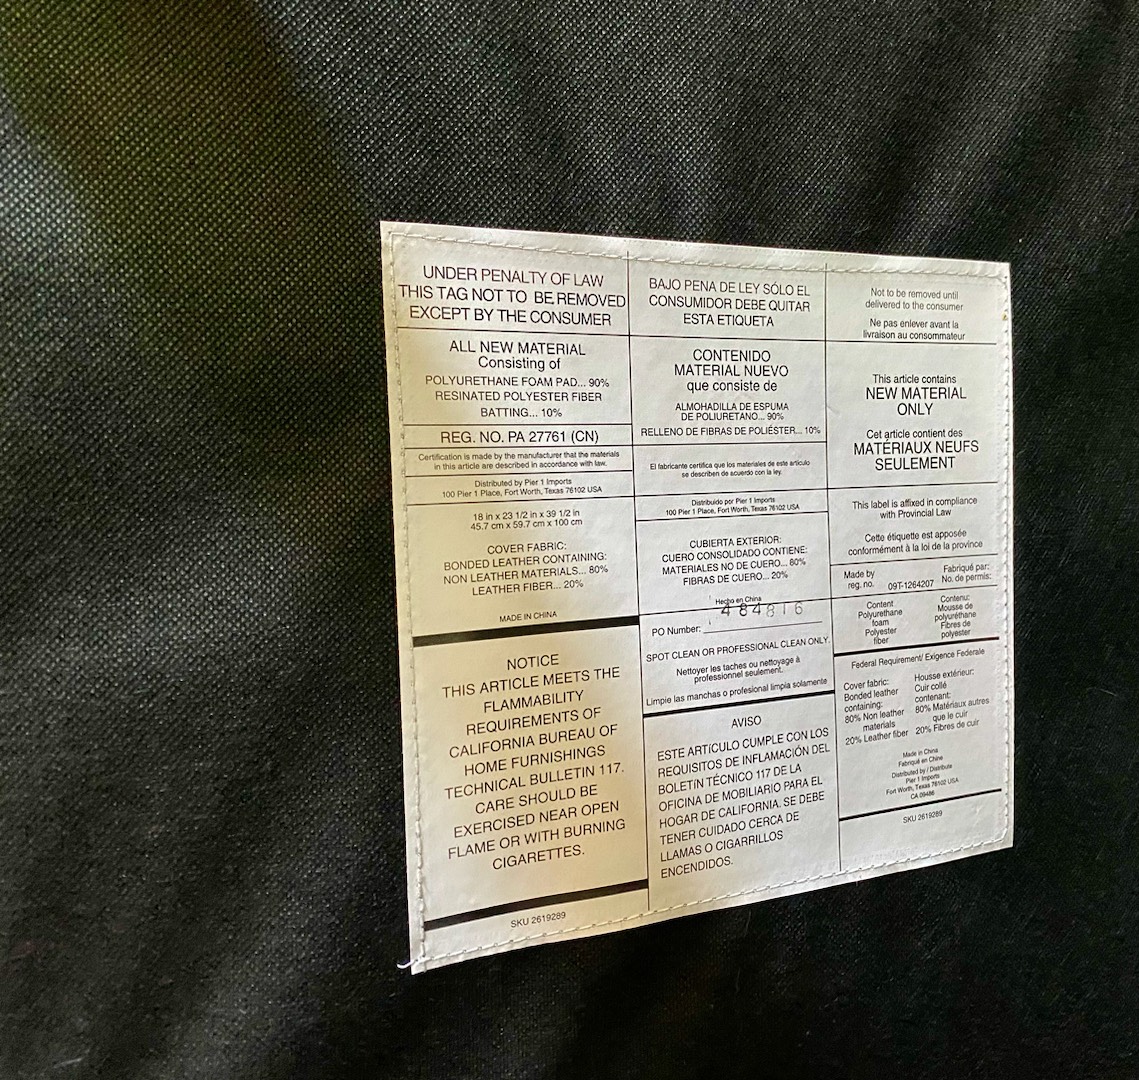 UNDER PENALTY OF LAW
THIS TAG NOT TO BE REMOVED
EXCEPT BY THE CONSUMER
ALL NEW MATERIAL
Consisting of
POLYURETHANE FOAM PAD... 90%
RESINATED POLYESTER FIBER
BATTING... 10%
REG. NO. PA 27761 (CN)
Certification is made by the manufacturer that the materials
in this article are described in accordance with law.
Distributed by Pier 1 Imports
100 Pier 1 Place, Fort Worth, Texas 76102 USA
18 in x 23 1/2 in x 39 1/2 in
45.7 cm x 59.7 cm x 100 cm
COVER FABRIC:
BONDED LEATHER CONTAINING:
NON LEATHER MATERIALS... 80%
LEATHER FIBER... 20%
MADE IN CHINA
NOTICE
THIS ARTICLE MEETS THE
FLAMMABILITY
REQUIREMENTS OF
CALIFORNIA BUREAU OF
HOME FURNISHINGS
TECHNICAL BULLETIN 117.
CARE SHOULD BE
EXERCISED NEAR OPEN
FLAME OR WITH BURNING
CIGARETTES.
SKU 2619289
BAJO PENA DE LEY SÓLO EL
CONSUMIDOR DEBE QUITAR
ESTA ETIQUETA
CONTENIDO
MATERIAL NUEVO
que consiste de
ALMOHADILLA DE ESPUMA
DE POLIURETANO... 90%
RELLENO DE FIBRAS DE POLIÉSTER... 10%
El fabricante certifica que los materiales de este artículo
se describen de acuerdo con la ley.
Distribuido por Pier 1 Imports
100 Pier 1 Place, Fort Worth, Texas 76102 USA
CUBIERTA EXTERIOR:
CUERO CONSOLIDADO CONTIENE:
MATERIALES NO DE CUERO... 80%
FIBRAS DE CUERO... 20%
Hecho en China
484816
PO Number:
SPOT CLEAN OR PROFESSIONAL CLEAN ONLY.
Nettoyer les taches ou nettoyage à
professionnel seulement.
Limpie las manchas o profesional limpia solamente
AVISO
ESTE ARTICULO CUMPLE CON LOS
REQUISITOS DE INFLAMACIÓN DEL
BOLETIN TÉCNICO 117 DE LA
OFICINA DE MOBILIARIO PARA EL
HOGAR DE CALIFORNIA. SE DEBE
TENER CUIDADO CERCA DE
LLAMAS O CIGARRILLOS
ENCENDIDOS.
Not to be removed until
delivered to the consumer
Ne pas enlever avant la
livraison au consommateur
This article contains
NEW MATERIAL
ONLY
Cet article contient des
MATÉRIAUX NEUFS
SEULEMENT
This label is affixed in compliance
with Provincial Law
Cette étiquette est apposée
conformément à la loi de la province
Made by
reg. no.
09T-1264207
Fabriqué par:
No. de permis:
Content
Polyurethane
foam
Polyester
fiber
Contenu:
Mousse de
polyuréthane
Fibres de
polyester
Federal Requirement/ Exigence Federale
Cover fabric:
Bonded leather
containing:
80% Non leather
materials
20% Leather fiber
Housse extérieur:
Cuir collé
contenant:
80% Matériaux autres
que le cuir
20% Fibres de cuir
Made in China
Fabriqué en Chine
Distributed by / Distribute
Pier 1 Imports
Fort Worth, Texas 76102 USA
CA 09486
SKU 2619289